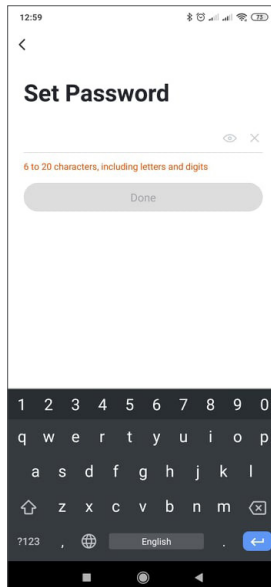 12:59
73
Set Password
6 to 20 characters, including letters and digits
Done
1 2 3 4 5 6 7 8 9 0
q w e r t y u i o p
a s d f g h j k l
z x c v b n m
?123 , English .